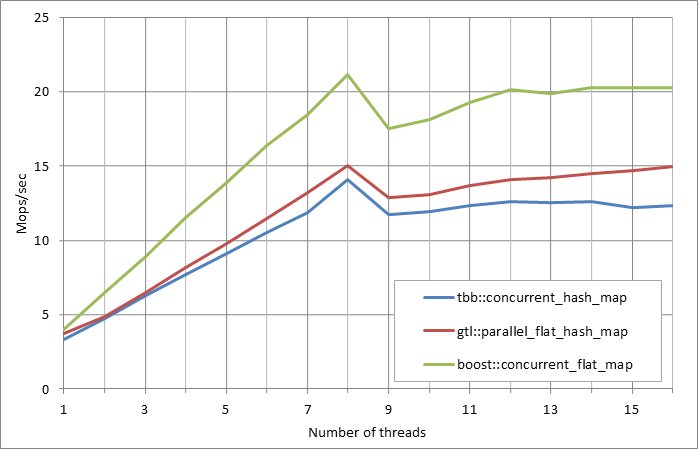 25
20
15
10
5
0
Mops/sec
tbb::concurrent_hash_map
gtl::parallel_flat_hash_map
boost::concurrent_flat_map
1 3 5 7 9 11 13 15
Number of threads